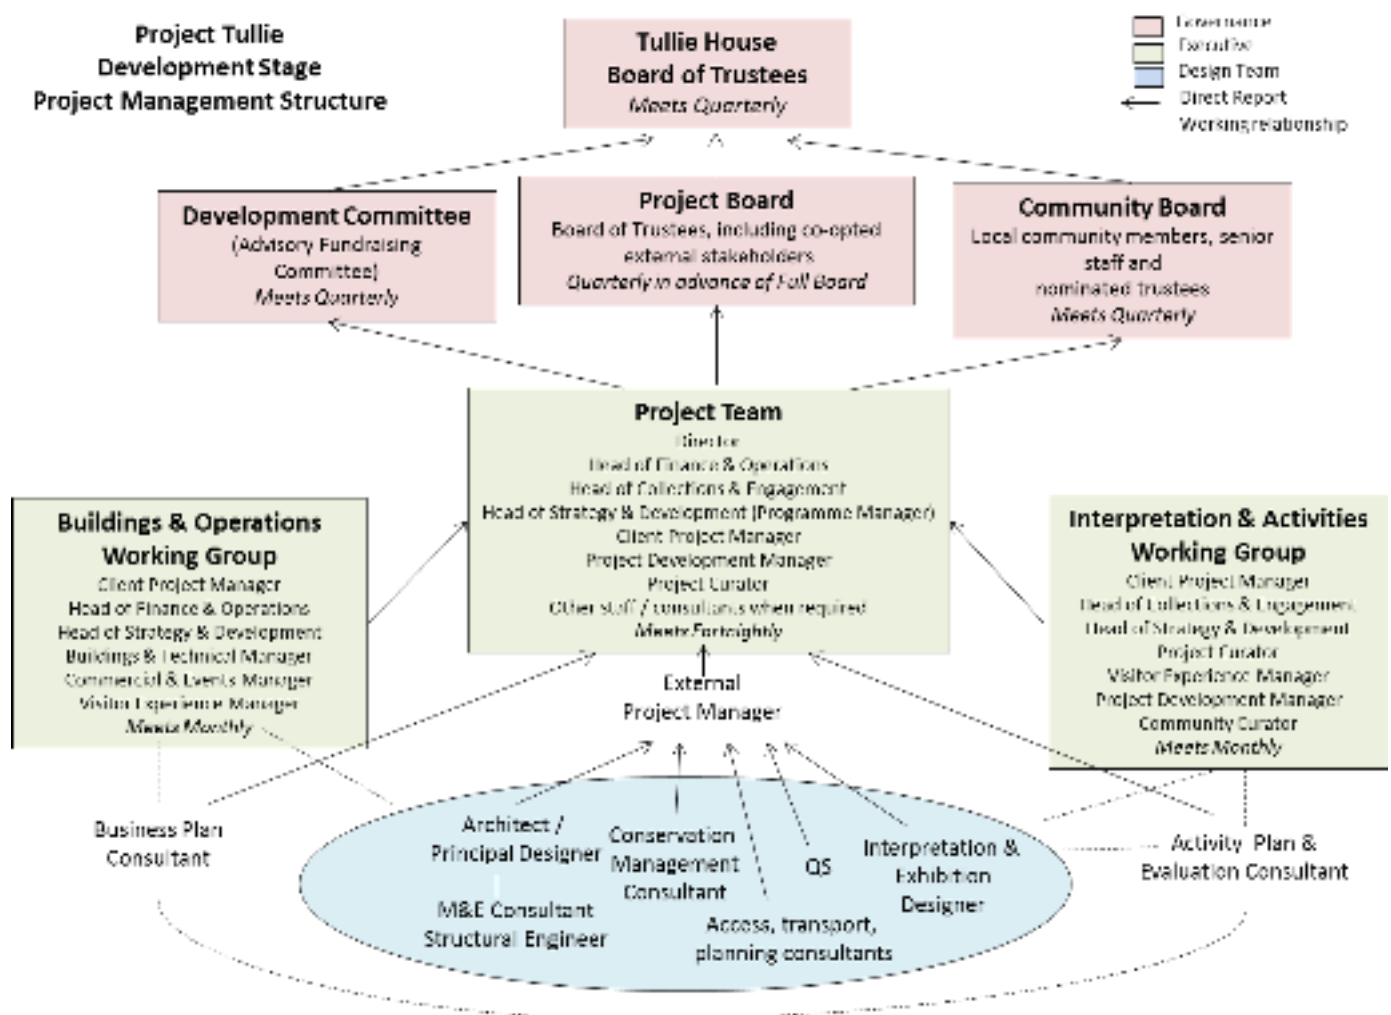 Project Tullie
Development Stage
Project Management Structure
Tullie House
Board of Trustees
Meets Quarterly
Governance
Executive
Design Team
Direct Report
Working relationship
Development Committee
(Advisory Fundraising
Committee)
Meets Quarterly
Project Board
Board of Trustees, including co-opted
external stakeholders
Quarterly in advance of Full Board
Community Board
Local community members, senior
staff and
nominated trustees
Meets Quarterly
Project Team
Director
Head of Finance & Operations
Head of Collections & Engagement
Head of Strategy & Development (Programme Manager)
Client Project Manager
Project Development Manager
Project Curator
Other staff / consultants when required
Meets Fortnightly
Buildings & Operations
Working Group
Client Project Manager
Head of Finance & Operations
Head of Strategy & Development
Buildings & Technical Manager
Commercial & Events Manager
Visitor Experience Manager
Meets Monthly
Interpretation & Activities
Working Group
Client Project Manager
Head of Collections & Engagement
Head of Strategy & Development
Project Curator
Visitor Experience Manager
Project Development Manager
Community Curator
Meets Monthly
External
Project Manager
Business Plan
Consultant
Architect /
Principal Designer
M&E Consultant
Structural Engineer
Conservation
Management
Consultant
QS
Access, transport,
planning consultants
Interpretation &
Exhibition
Designer
Activity Plan &
Evaluation Consultant